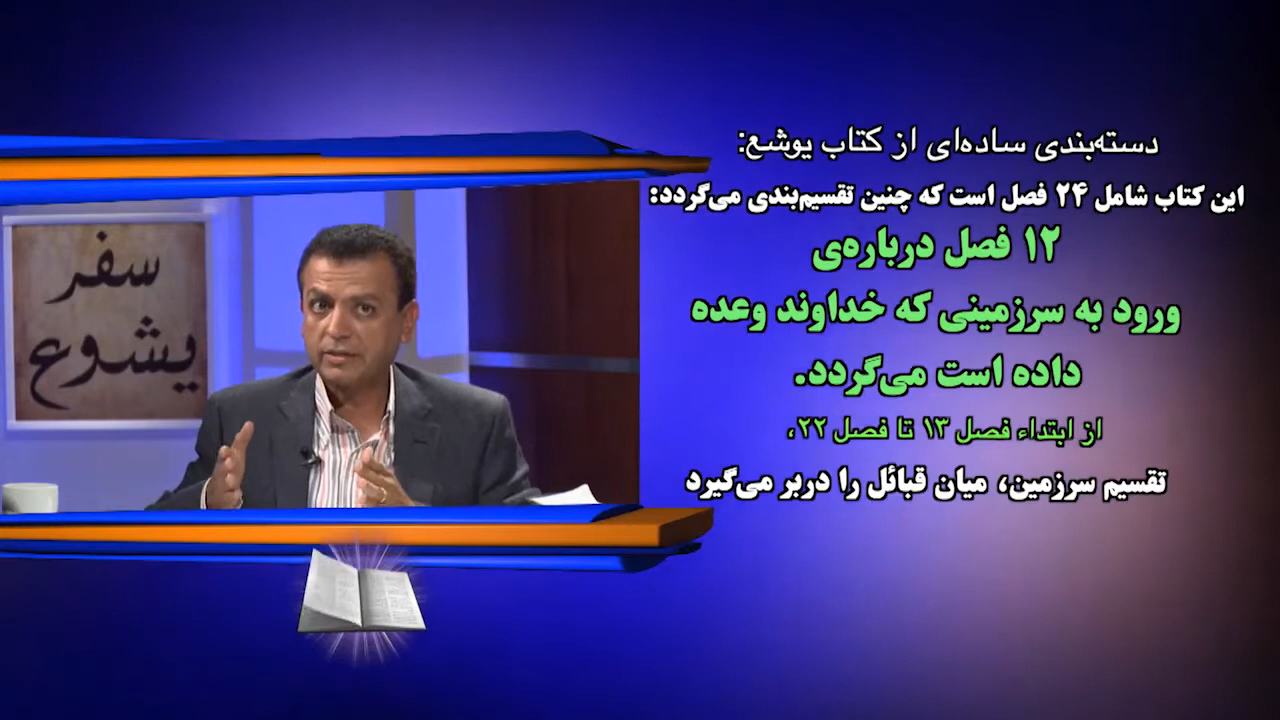 دسته‌بندی ساده‌ای از کتاب یوشع:
این کتاب شامل ۲۴ فصل است که چنین تقسیم‌بندی می‌گردد:
۱۲ فصل درباره‌ی
ورود به سرزمینی که خداوند وعده
داده است می‌گردد.
از ابتداء فصل ۱۳ تا فصل ۲۲،
تقسیم سرزمین، میان قبائل را دربر می‌گیرد
سفر
يشوع